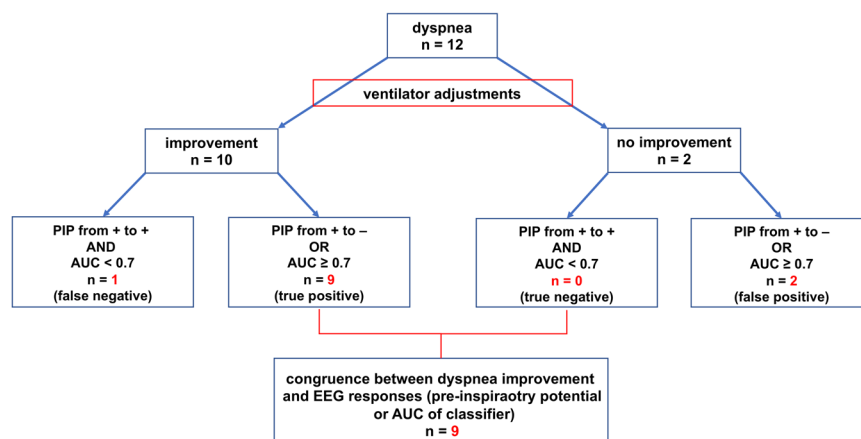 dyspnea
n = 12
ventilator adjustments
improvement
n = 10
no improvement
n = 2
PIP from + to +
AND
AUC < 0.7
n = 1
(false negative)
PIP from + to –
OR
AUC ≥ 0.7
n = 9
(true positive)
PIP from + to +
AND
AUC < 0.7
n = 0
(true negative)
PIP from + to –
OR
AUC ≥ 0.7
n = 2
(false positive)
congruence between dyspnea improvement
and EEG responses (pre-inspiraotry potential
or AUC of classifier)
n = 9